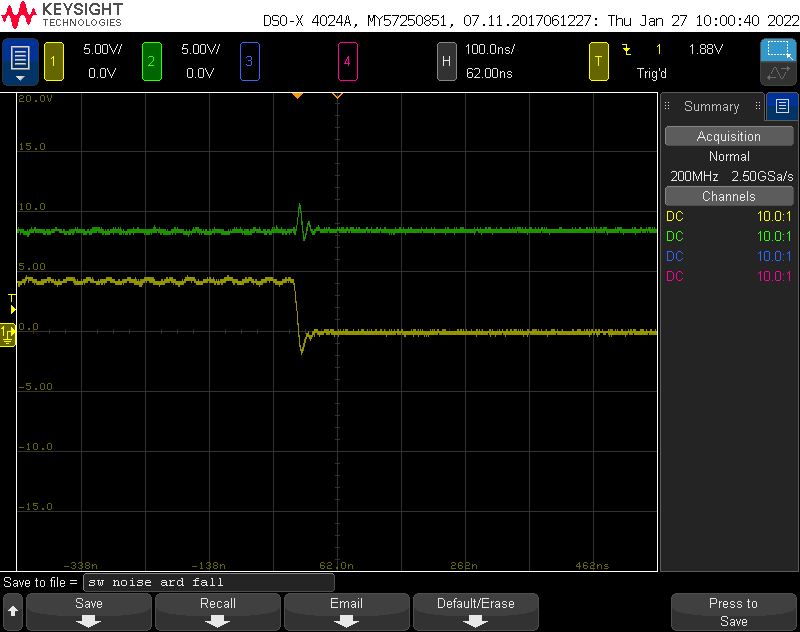 KEYSIGHT
TECHNOLOGIES
DSO-X 4024A, MY57250851, 07.11.2017061227: Thu Jan 27 10:00:40 2022
1 5.00V/ 2 5.00V/ 3 4 H 100.0ns/ T 1 1.88V
0.0V 0.0V 62.00ns Trig'd
20.0V
15.0
10.0
5.00
T
1 0.0
-5.00
-10.0
-15.0
-338n -138n 62.0n 262n 462ns
Summary
Acquisition
Normal
200MHz 2.50GSa/s
Channels
DC 10.0:1
DC 10.0:1
DC 10.0:1
DC 10.0:1
Save to file = sw noise ard fall
Save Recall Email Default/Erase Press to
Save